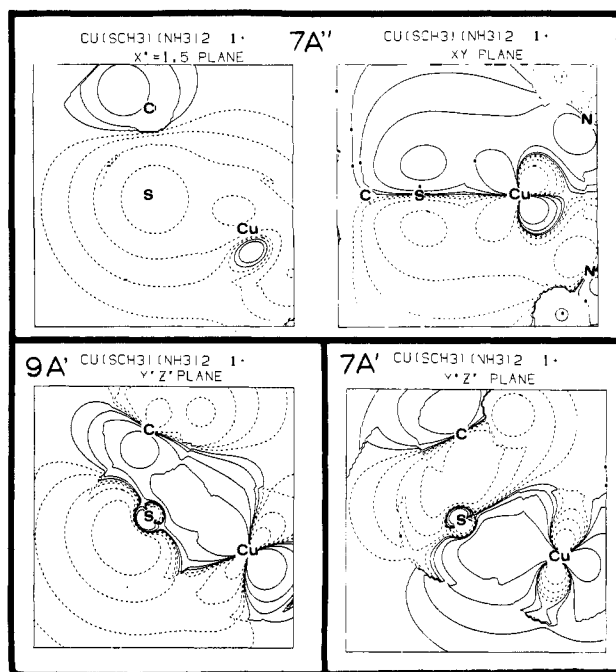 7A"
CU(SCH3)(NH3)2 1+
X"=1.5 PLANE
C
S
Cu
CU(SCH3)(NH3)2 1+
XY PLANE
N
C
S
Cu
N
9A'
CU(SCH3)(NH3)2 1+
Y"Z" PLANE
C
S
Cu
7A'
CU(SCH3)(NH3)2 1+
Y"Z" PLANE
C
S
Cu